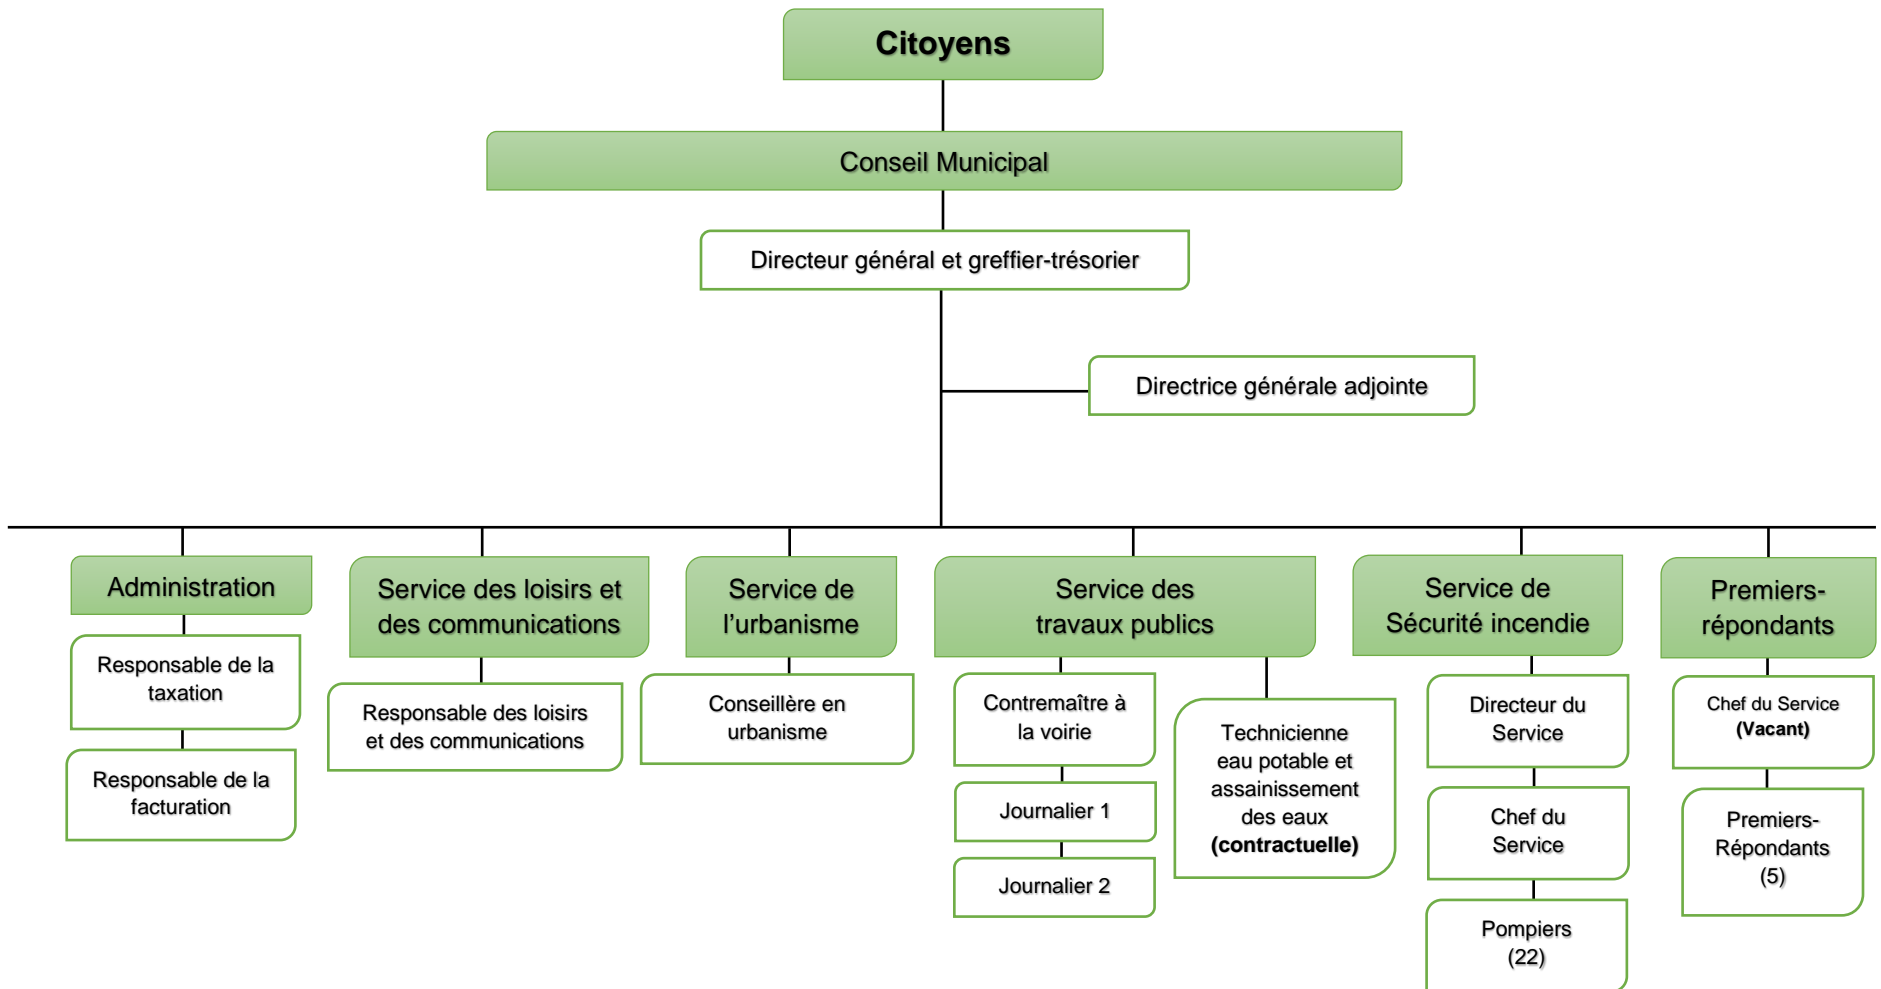 Citoyens
Conseil Municipal
Directeur général et greffier-trésorier
Directrice générale adjointe
Administration
Responsable de la
taxation
Responsable de la
facturation
Service des loisirs et
des communications
Responsable des loisirs
et des communications
Service de
l'urbanisme
Conseillère en
urbanisme
Service des
travaux publics
Contremaître à
la voirie
Journalier 1
Journalier 2
Technicienne
eau potable et
assainissement
des eaux
(contractuelle)
Service de
Sécurité incendie
Directeur du
Service
Chef du
Service
Pompiers
(22)
Premiers-
répondants
Chef du Service
(Vacant)
Premiers-
Répondants
(5)